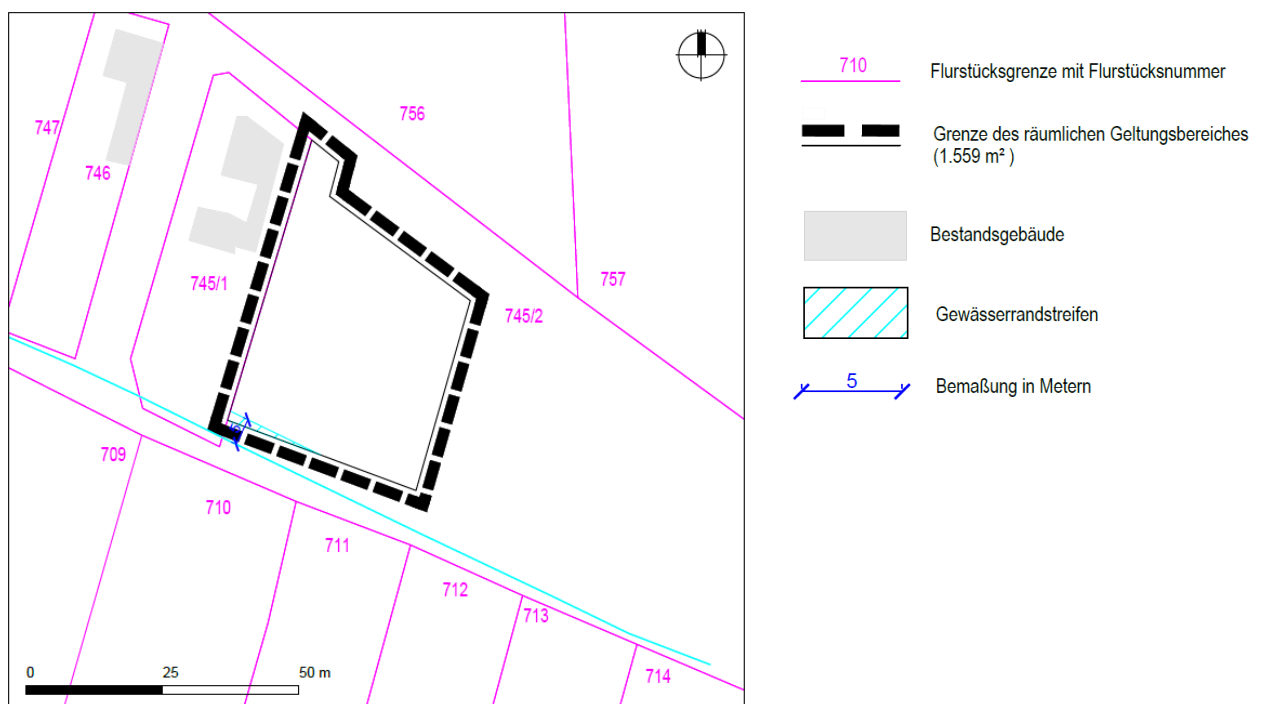 756
747
746
745/1
757
745/2
709
710
711
712
713
714
5
0 25 50 m
710 Flurstücksgrenze mit Flurstücksnummer
Grenze des räumlichen Geltungsbereiches
(1.559 m² )
Bestandsgebäude
Gewässerrandstreifen
5 Bemaßung in Metern